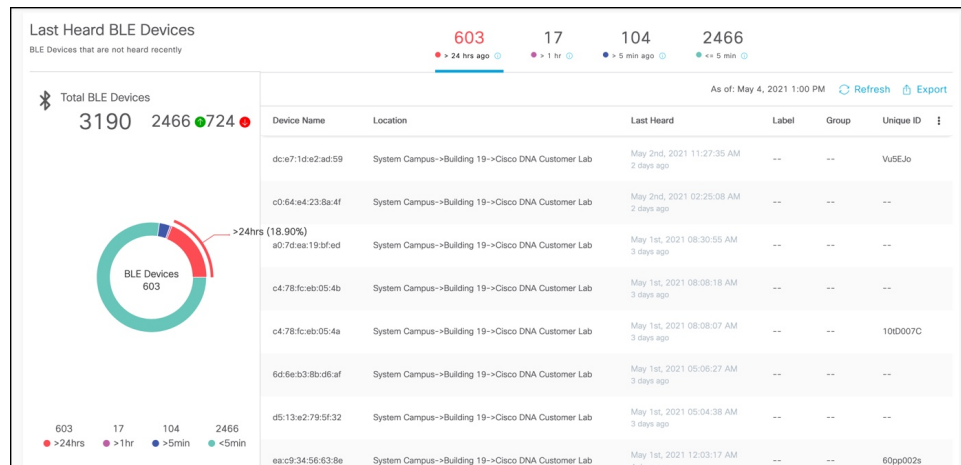 Last Heard BLE Devices
BLE Devices that are not heard recently
603 17 104 2466
> 24 hrs ago > 1 hr > 5 min ago <= 5 min
Total BLE Devices
3190 2466 724
As of: May 4, 2021 1:00 PM Refresh Export
Device Name Location Last Heard Label Group Unique ID
dc:e7:1d:e2:ad:59 System Campus->Building 19->Cisco DNA Customer Lab May 2nd, 2021 11:27:35 AM -- -- Vu5EJo
2 days ago
c0:64:e4:23:8a:4f System Campus->Building 19->Cisco DNA Customer Lab May 2nd, 2021 02:25:08 AM -- -- --
2 days ago
>24hrs (18.90%)
a0:7d:ea:19:bf:ed System Campus->Building 19->Cisco DNA Customer Lab May 1st, 2021 08:30:55 AM -- -- --
3 days ago
BLE Devices
603
c4:78:fc:eb:05:4b System Campus->Building 19->Cisco DNA Customer Lab May 1st, 2021 08:08:18 AM -- -- --
3 days ago
c4:78:fc:eb:05:4a System Campus->Building 19->Cisco DNA Customer Lab May 1st, 2021 08:08:07 AM -- -- 10tD007C
3 days ago
6d:6e:b3:8b:d6:af System Campus->Building 19->Cisco DNA Customer Lab May 1st, 2021 05:06:27 AM -- -- --
3 days ago
d5:13:e2:79:5f:32 System Campus->Building 19->Cisco DNA Customer Lab May 1st, 2021 05:04:38 AM -- -- --
3 days ago
ea:c9:34:56:63:8e System Campus->Building 19->Cisco DNA Customer Lab May 1st, 2021 12:03:17 AM -- -- 60pp002s
603 17 104 2466
>24hrs >1hr >5min <5min